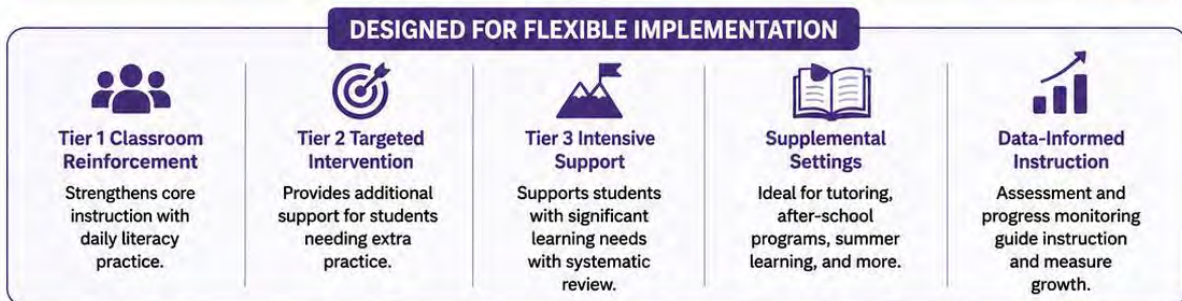 DESIGNED FOR FLEXIBLE IMPLEMENTATION
Tier 1 Classroom
Reinforcement
Strengthens core
instruction with
daily literacy
practice.
Tier 2 Targeted
Intervention
Provides additional
support for students
needing extra
practice.
Tier 3 Intensive
Support
Supports students
with significant
learning needs
with systematic
review.
Supplemental
Settings
Ideal for tutoring,
after-school
programs, summer
learning, and more.
Data-Informed
Instruction
Assessment and
progress monitoring
guide instruction
and measure
growth.